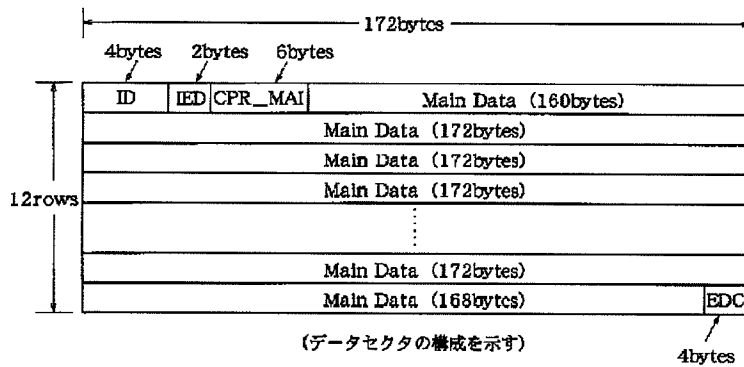 172bytes
4bytes 2bytes 6bytes
ID IED CPR_MAI Main Data (160bytes)
Main Data (172bytes)
Main Data (172bytes)
12rows Main Data (172bytes)
Main Data (172bytes)
Main Data (168bytes) EDC
(データセクタの構成を示す)
4bytes